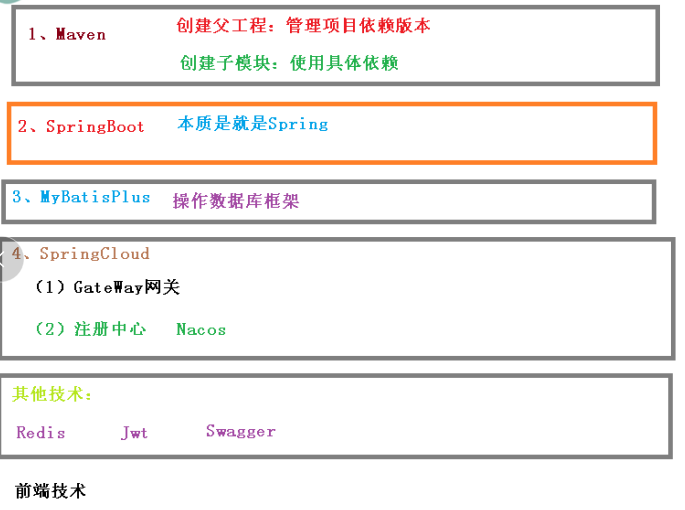 1、Maven 创建父工程：管理项目依赖版本
创建子模块：使用具体依赖
2、SpringBoot 本质是就是Spring
3、MyBatisPlus 操作数据库框架
4、SpringCloud
（1）GateWay网关
（2）注册中心 Nacos
其他技术：
Redis Jwt Swagger
前端技术